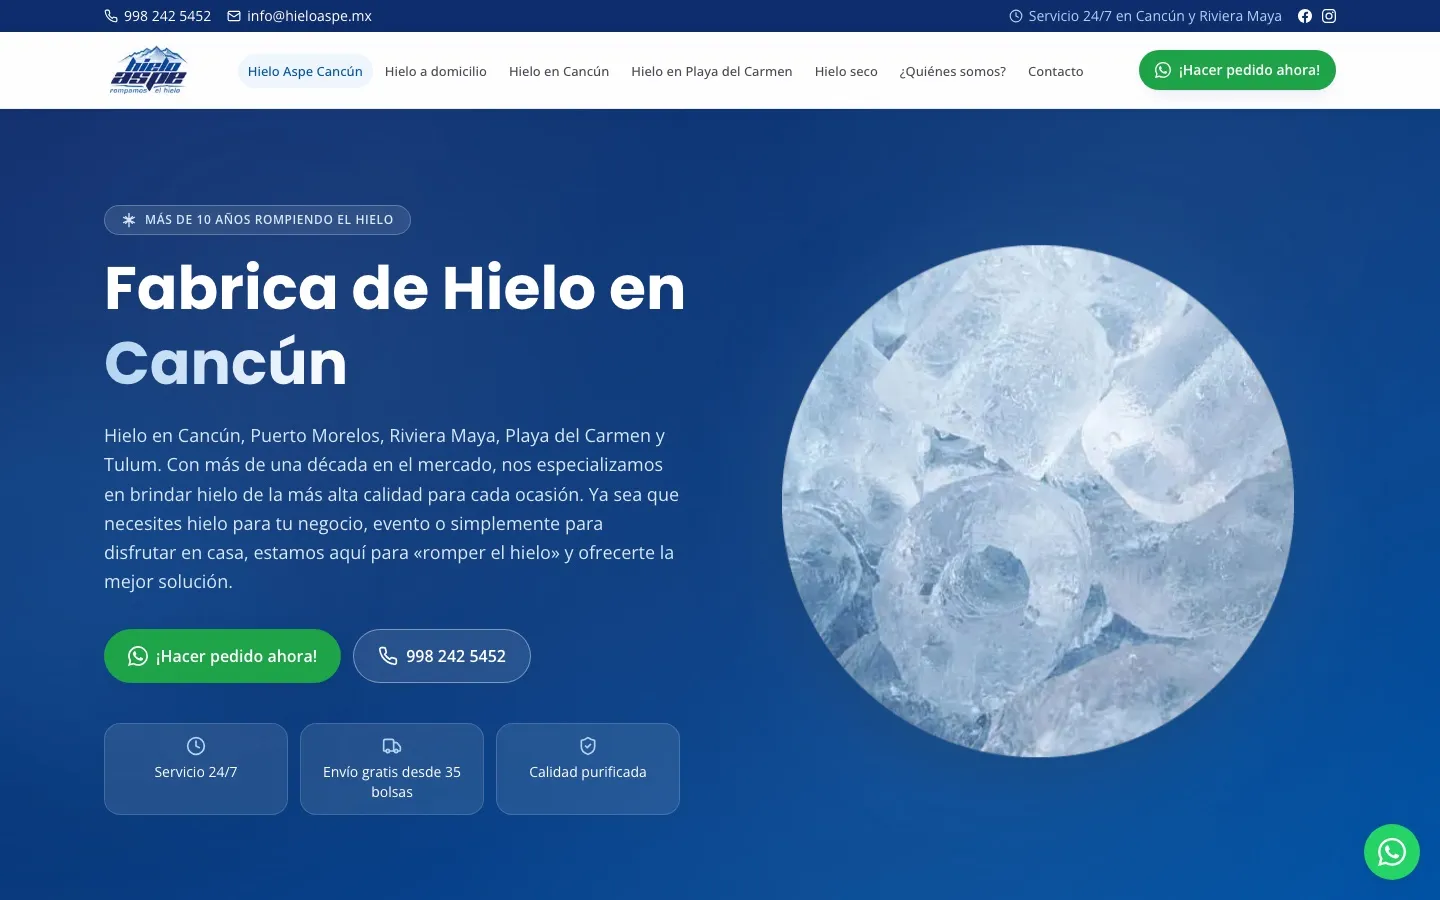 998 242 5452
info@hieloaspe.mx
Servicio 24/7 en Cancún y Riviera Maya
hielo
aspe
rompamos el hielo
Hielo Aspe Cancún
Hielo a domicilio
Hielo en Cancún
Hielo en Playa del Carmen
Hielo seco
¿Quiénes somos?
Contacto
¡Hacer pedido ahora!
MÁS DE 10 AÑOS ROMPIENDO EL HIELO
Fabrica de Hielo en
Cancún
Hielo en Cancún, Puerto Morelos, Riviera Maya, Playa del Carmen y
Tulum. Con más de una década en el mercado, nos especializamos
en brindar hielo de la más alta calidad para cada ocasión. Ya sea que
necesites hielo para tu negocio, evento o simplemente para
disfrutar en casa, estamos aquí para «romper el hielo» y ofrecerte la
mejor solución.
¡Hacer pedido ahora!
998 242 5452
Servicio 24/7
Envío gratis desde 35
bolsas
Calidad purificada